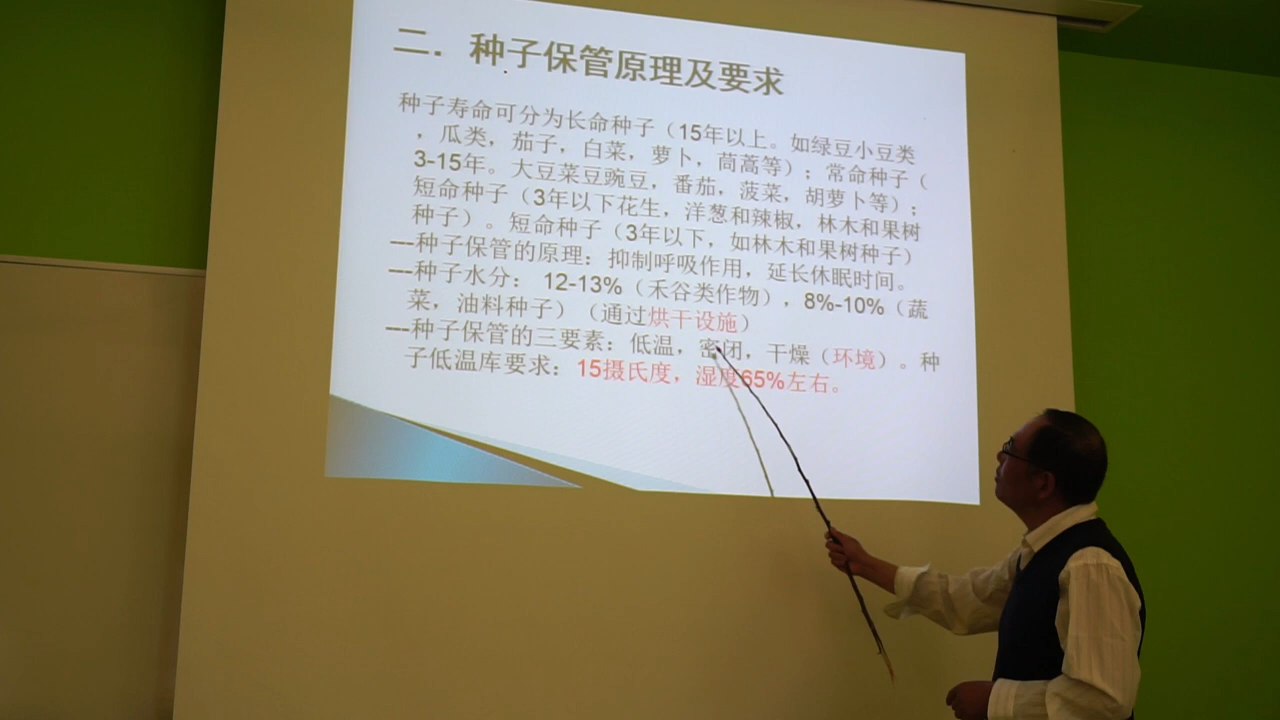 二．种子保管原理及要求
种子寿命可分为长命种子（15年以上。如绿豆小豆类
，瓜类，茄子，白菜，萝卜，茼蒿等）；常命种子（
3-15年。大豆菜豆豌豆，番茄，菠菜，胡萝卜等）；
短命种子（3年以下花生，洋葱和辣椒，林木和果树
种子）。短命种子（3年以下，如林木和果树种子）
---种子保管的原理：抑制呼吸作用，延长休眠时间。
---种子水分： 12-13%（禾谷类作物），8%-10%（蔬
菜，油料种子）（通过烘干设施）
---种子保管的三要素：低温，密闭，干燥（环境）。种
子低温库要求：15摄氏度，湿度65%左右。